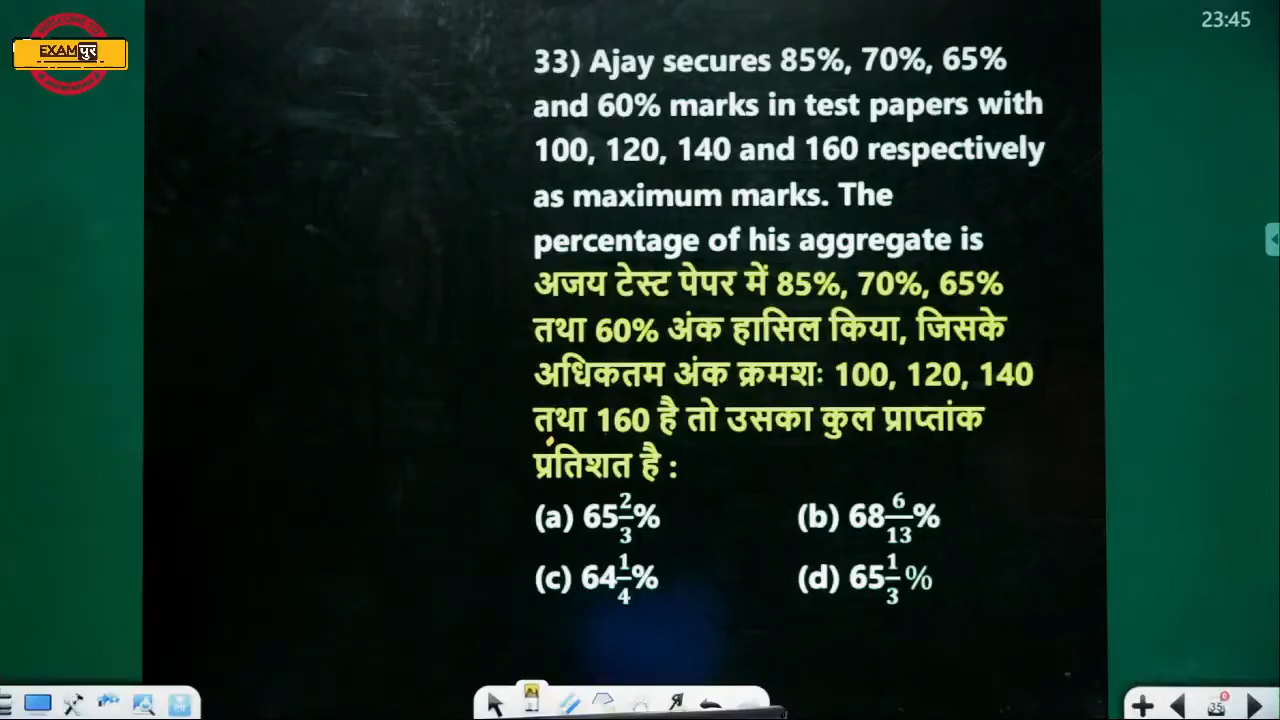 23:45
WELCOME TO
EXAMपुर
33) Ajay secures 85%, 70%, 65%
and 60% marks in test papers with
100, 120, 140 and 160 respectively
as maximum marks. The
percentage of his aggregate is
अजय टेस्ट पेपर में 85%, 70%, 65%
तथा 60% अंक हासिल किया, जिसके
अधिकतम अंक क्रमशः 100, 120, 140
तथा 160 है तो उसका कुल प्राप्तांक
प्रतिशत है :
(a) 65 2/3% (b) 68 6/13%
(c) 64 1/4% (d) 65 1/3%
35